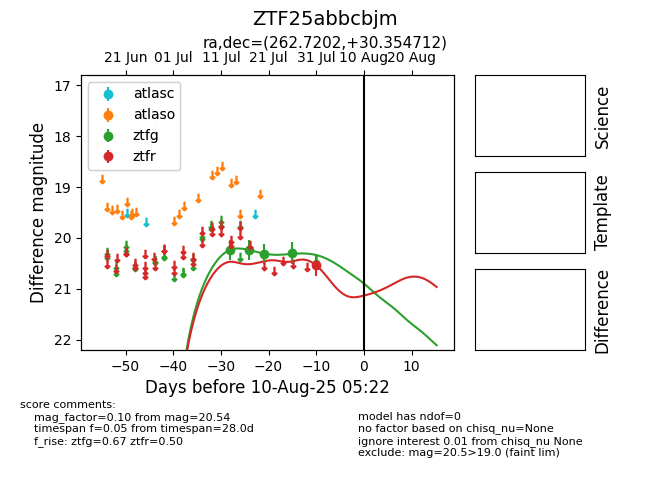 ZTF25abbcbjm
ra,dec=(262.7202,+30.354712)
21 Jun 01 Jul 11 Jul 21 Jul 31 Jul 10 Aug 20 Aug
atlasc
atlaso
ztfg
ztfr
17
18
19
20
21
22
Difference magnitude
−50 −40 −30 −20 −10 0 10
Days before 10-Aug-25 05:22
Science
Template
Difference
score comments:
mag_factor=0.10 from mag=20.54
timespan f=0.05 from timespan=28.0d
f_rise: ztfg=0.67 ztfr=0.50
model has ndof=0
no factor based on chisq_nu=None
ignore interest 0.01 from chisq_nu None
exclude: mag=20.5>19.0 (faint lim)